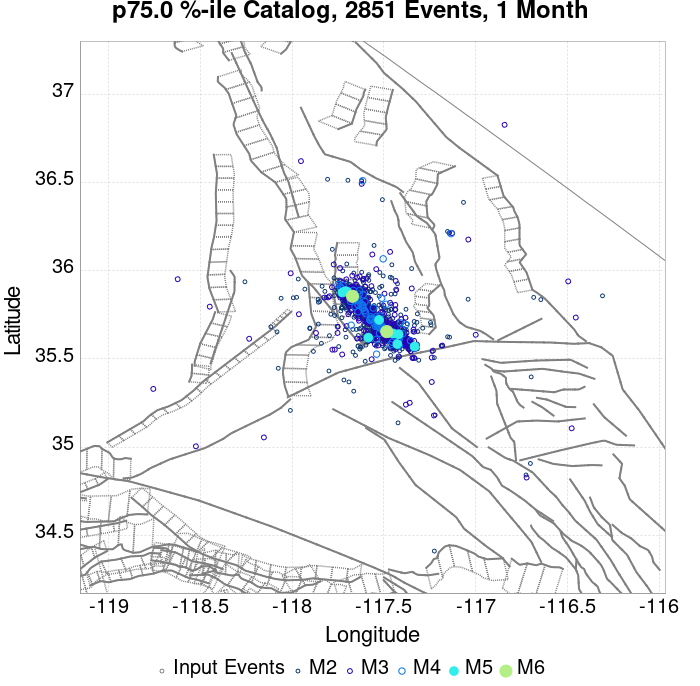 p75.0 %-ile Catalog, 2851 Events, 1 Month
37
36.5
36
35.5
35
34.5
Latitude
-119 -118.5 -118 -117.5 -117 -116.5 -116
Longitude
Input Events M2 M3 M4 M5 M6